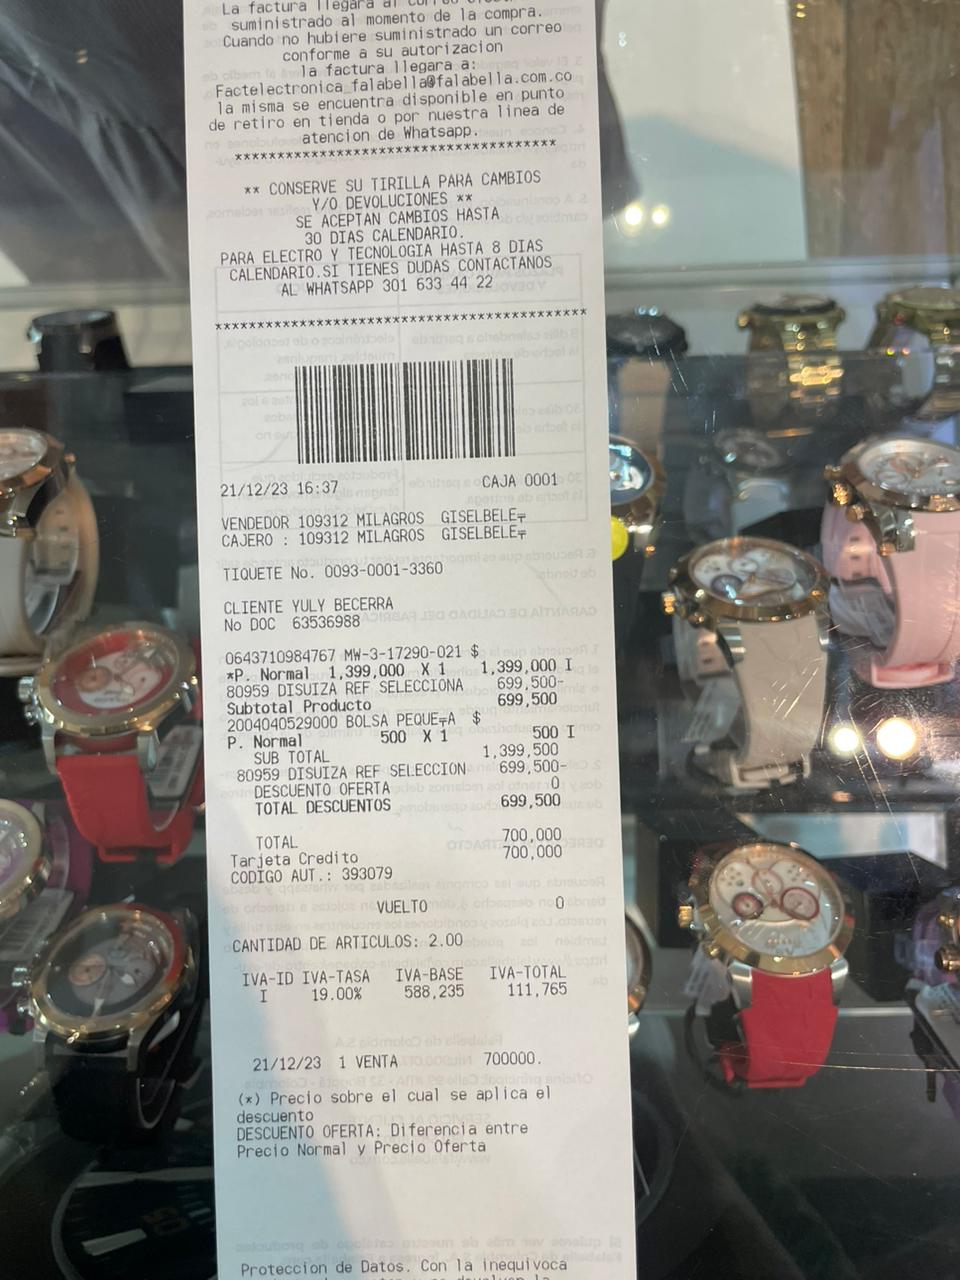 La factura llegara al correo
suministrado al momento de la compra.
Cuando no hubiere suministrado un correo
conforme a su autorizacion
la factura llegara a:
Factelectronica_falabella@falabella.com.co
la misma se encuentra disponible en punto
de retiro en tienda o por nuestra linea de
atencion de Whatsapp.
***************************************
** CONSERVE SU TIRILLA PARA CAMBIOS
Y/O DEVOLUCIONES **
SE ACEPTAN CAMBIOS HASTA
30 DIAS CALENDARIO.
PARA ELECTRO Y TECNOLOGIA HASTA 8 DIAS
CALENDARIO.SI TIENES DUDAS CONTACTANOS
AL WHATSAPP 301 633 44 22
*********************************************
21/12/23 16:37 CAJA 0001
VENDEDOR 109312 MILAGROS GISELBELE╤
CAJERO : 109312 MILAGROS GISELBELE╤
TIQUETE No. 0093-0001-3360
CLIENTE YULY BECERRA
No DOC 63536988
0643710984767 MW-3-17290-021 $
*P. Normal 1,399,000 X 1 1,399,000 I
80959 DISUIZA REF SELECCIONA 699,500-
Subtotal Producto 699,500
2004040529000 BOLSA PEQUE╤A $
P. Normal 500 X 1 500 I
SUB TOTAL 1,399,500
80959 DISUIZA REF SELECCION 699,500-
DESCUENTO OFERTA 0
TOTAL DESCUENTOS 699,500
TOTAL 700,000
Tarjeta Credito 700,000
CODIGO AUT.: 393079
VUELTO 0
CANTIDAD DE ARTICULOS: 2.00
IVA-ID IVA-TASA IVA-BASE IVA-TOTAL
I 19.00% 588,235 111,765
21/12/23 1 VENTA 700000.
(*) Precio sobre el cual se aplica el
descuento
DESCUENTO OFERTA: Diferencia entre
Precio Normal y Precio Oferta
Proteccion de Datos. Con la inequivoca